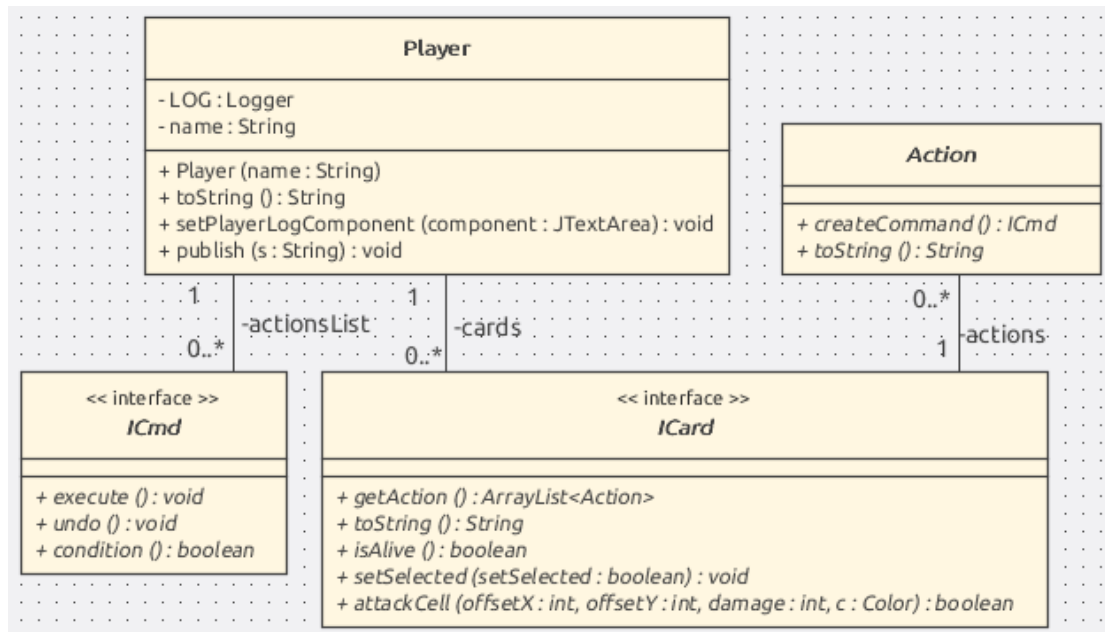 Player
- LOG : Logger
- name : String
+ Player (name : String)
+ toString () : String
+ setPlayerLogComponent (component : JTextArea) : void
+ publish (s : String) : void
Action
+ createCommand () : ICmd
+ toString () : String
1
-actionsList
0..*
1
-cards
0..*
0..*
-actions
1
<< interface >>
ICmd
+ execute () : void
+ undo () : void
+ condition () : boolean
<< interface >>
ICard
+ getAction () : ArrayList<Action>
+ toString () : String
+ isAlive () : boolean
+ setSelected (setSelected : boolean) : void
+ attackCell (offsetX : int, offsetY : int, damage : int, c : Color) : boolean